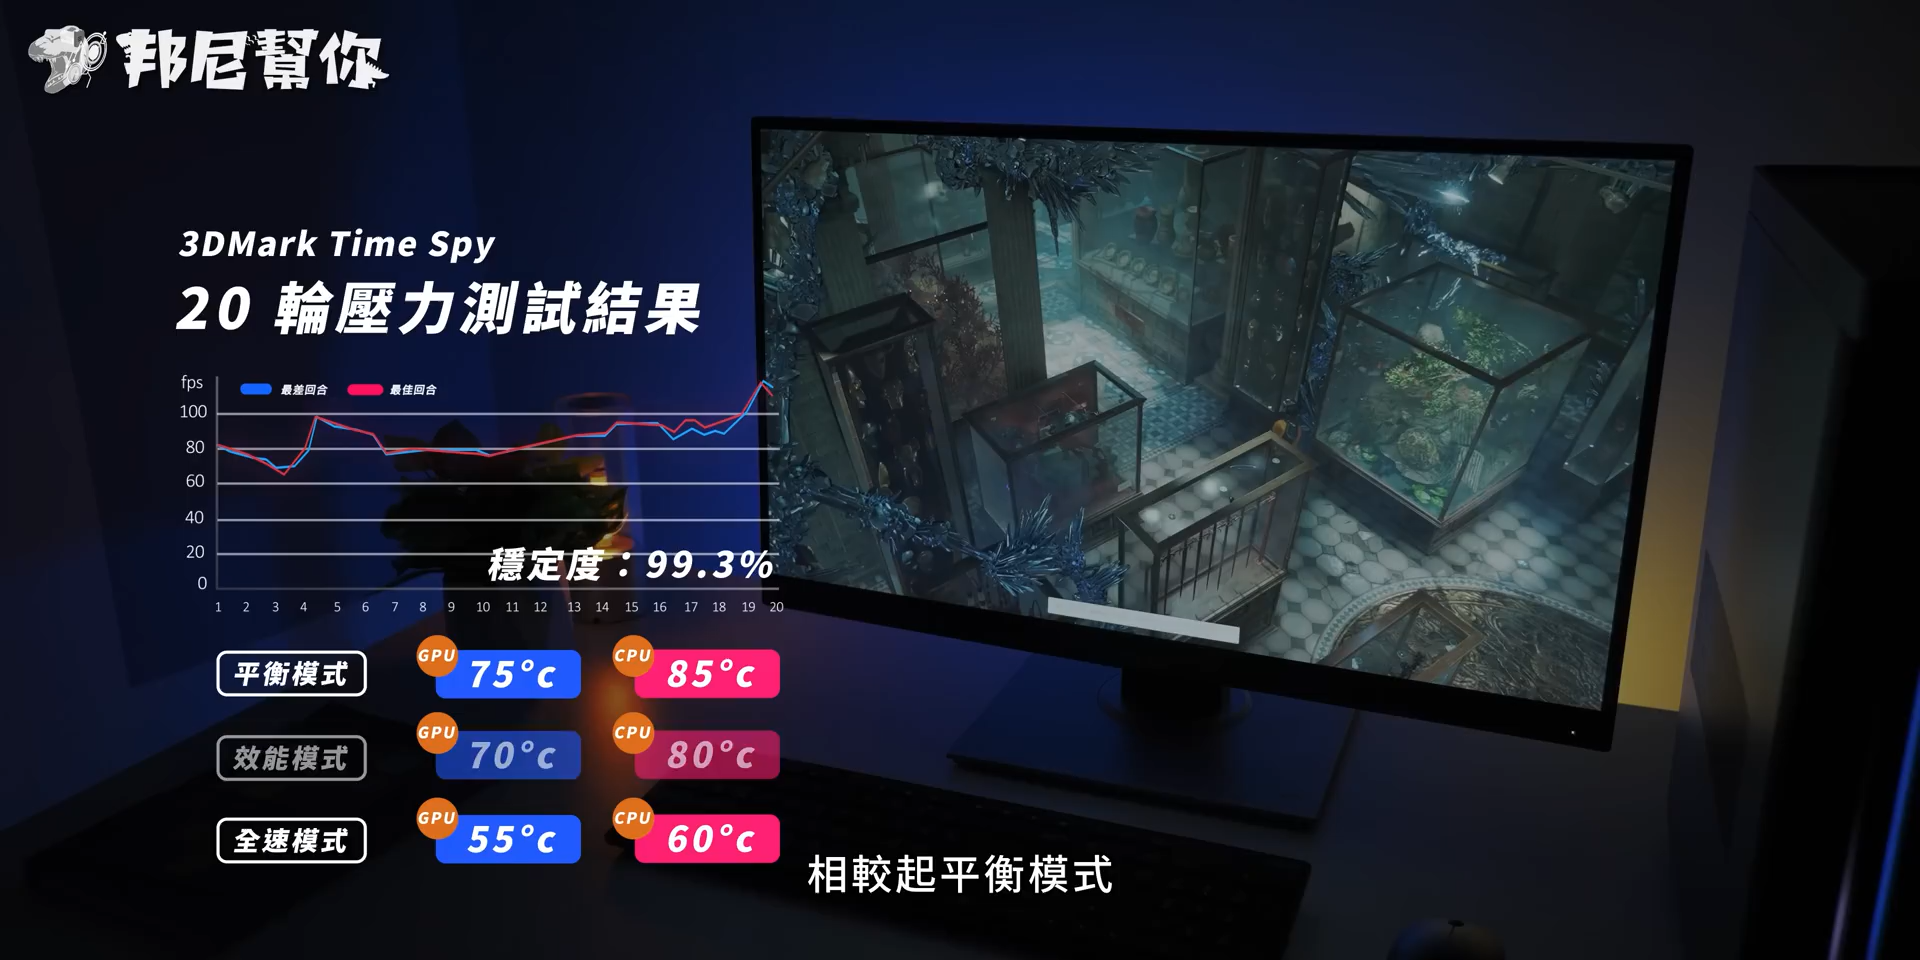 邦尼幫你
3DMark Time Spy
20 輪壓力測試結果
fps
最差回合 最佳回合
100
80
60
40
20
0
穩定度：99.3%
1 2 3 4 5 6 7 8 9 10 11 12 13 14 15 16 17 18 19 20
平衡模式 GPU 75°c CPU 85°c
效能模式 GPU 70°c CPU 80°c
全速模式 GPU 55°c CPU 60°c
相較起平衡模式